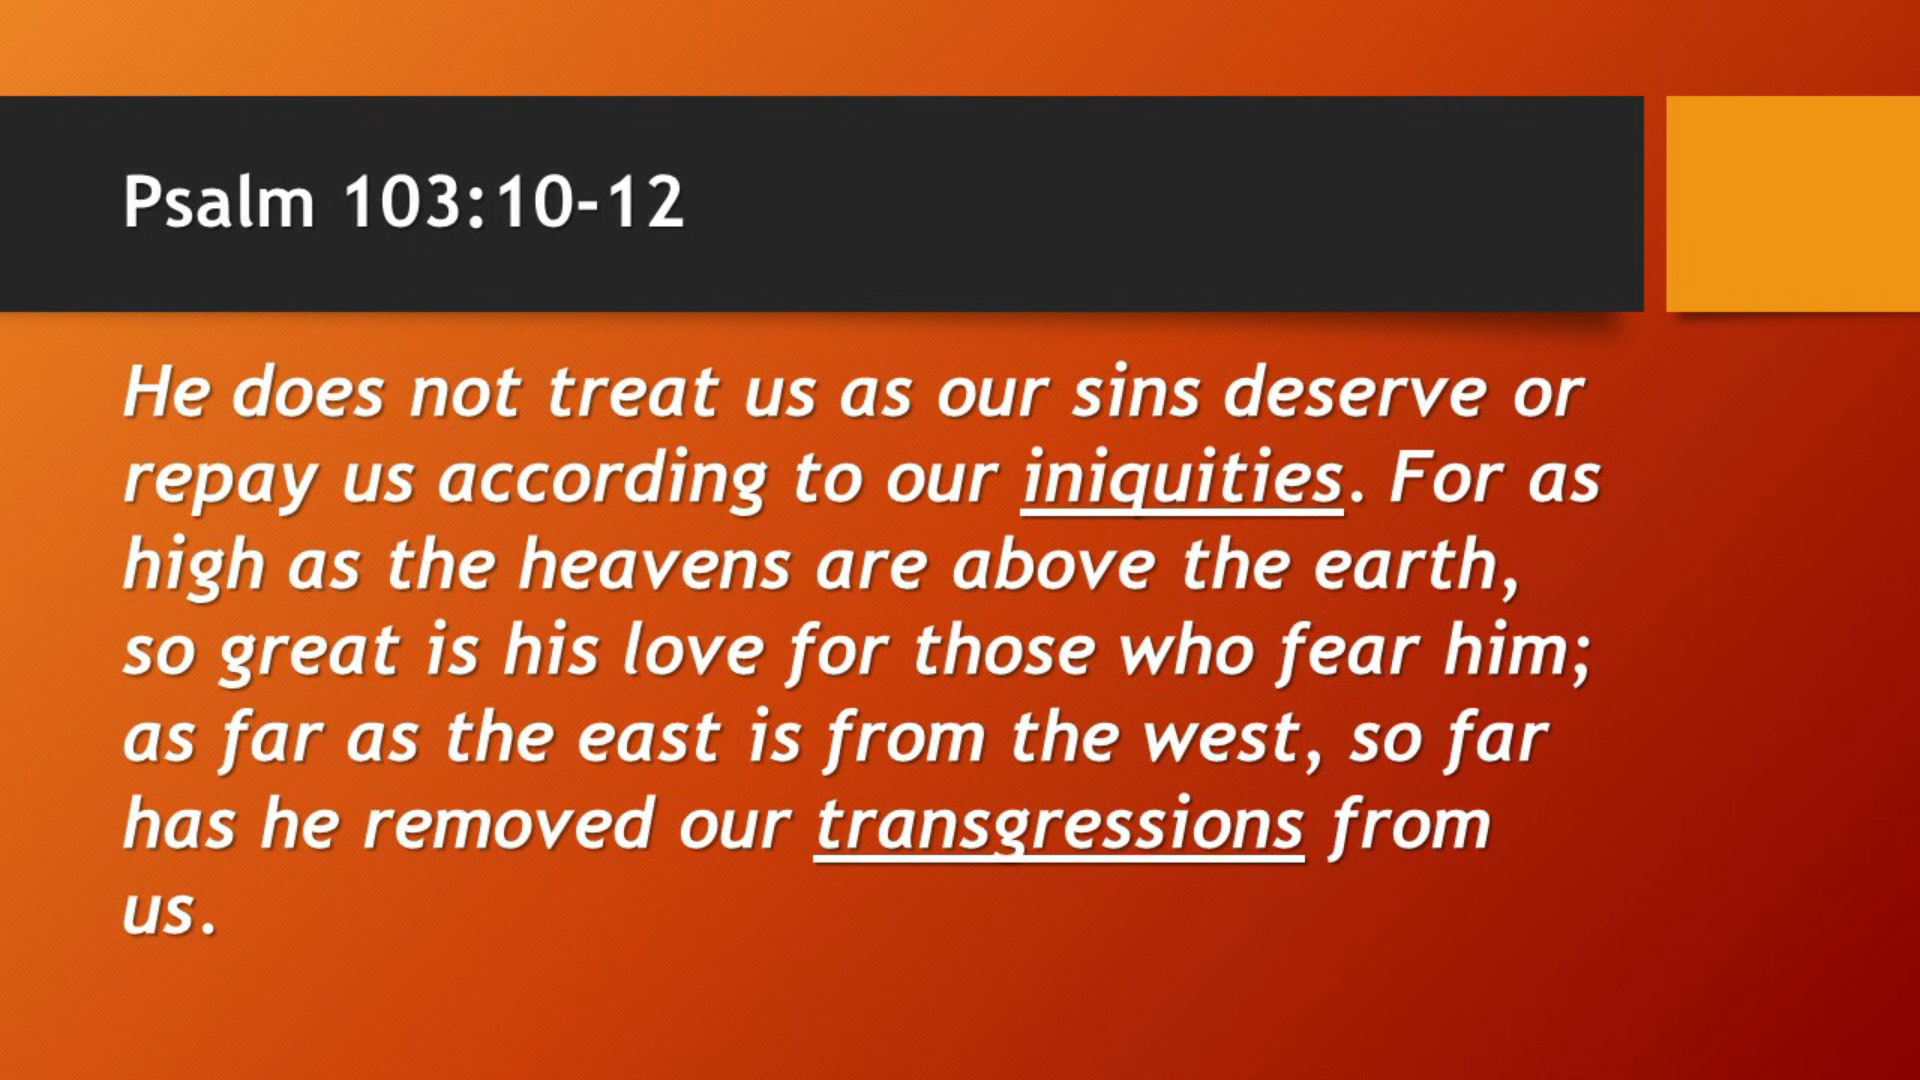 Psalm 103:10-12
He does not treat us as our sins deserve or
repay us according to our iniquities. For as
high as the heavens are above the earth,
so great is his love for those who fear him;
as far as the east is from the west, so far
has he removed our transgressions from
us.